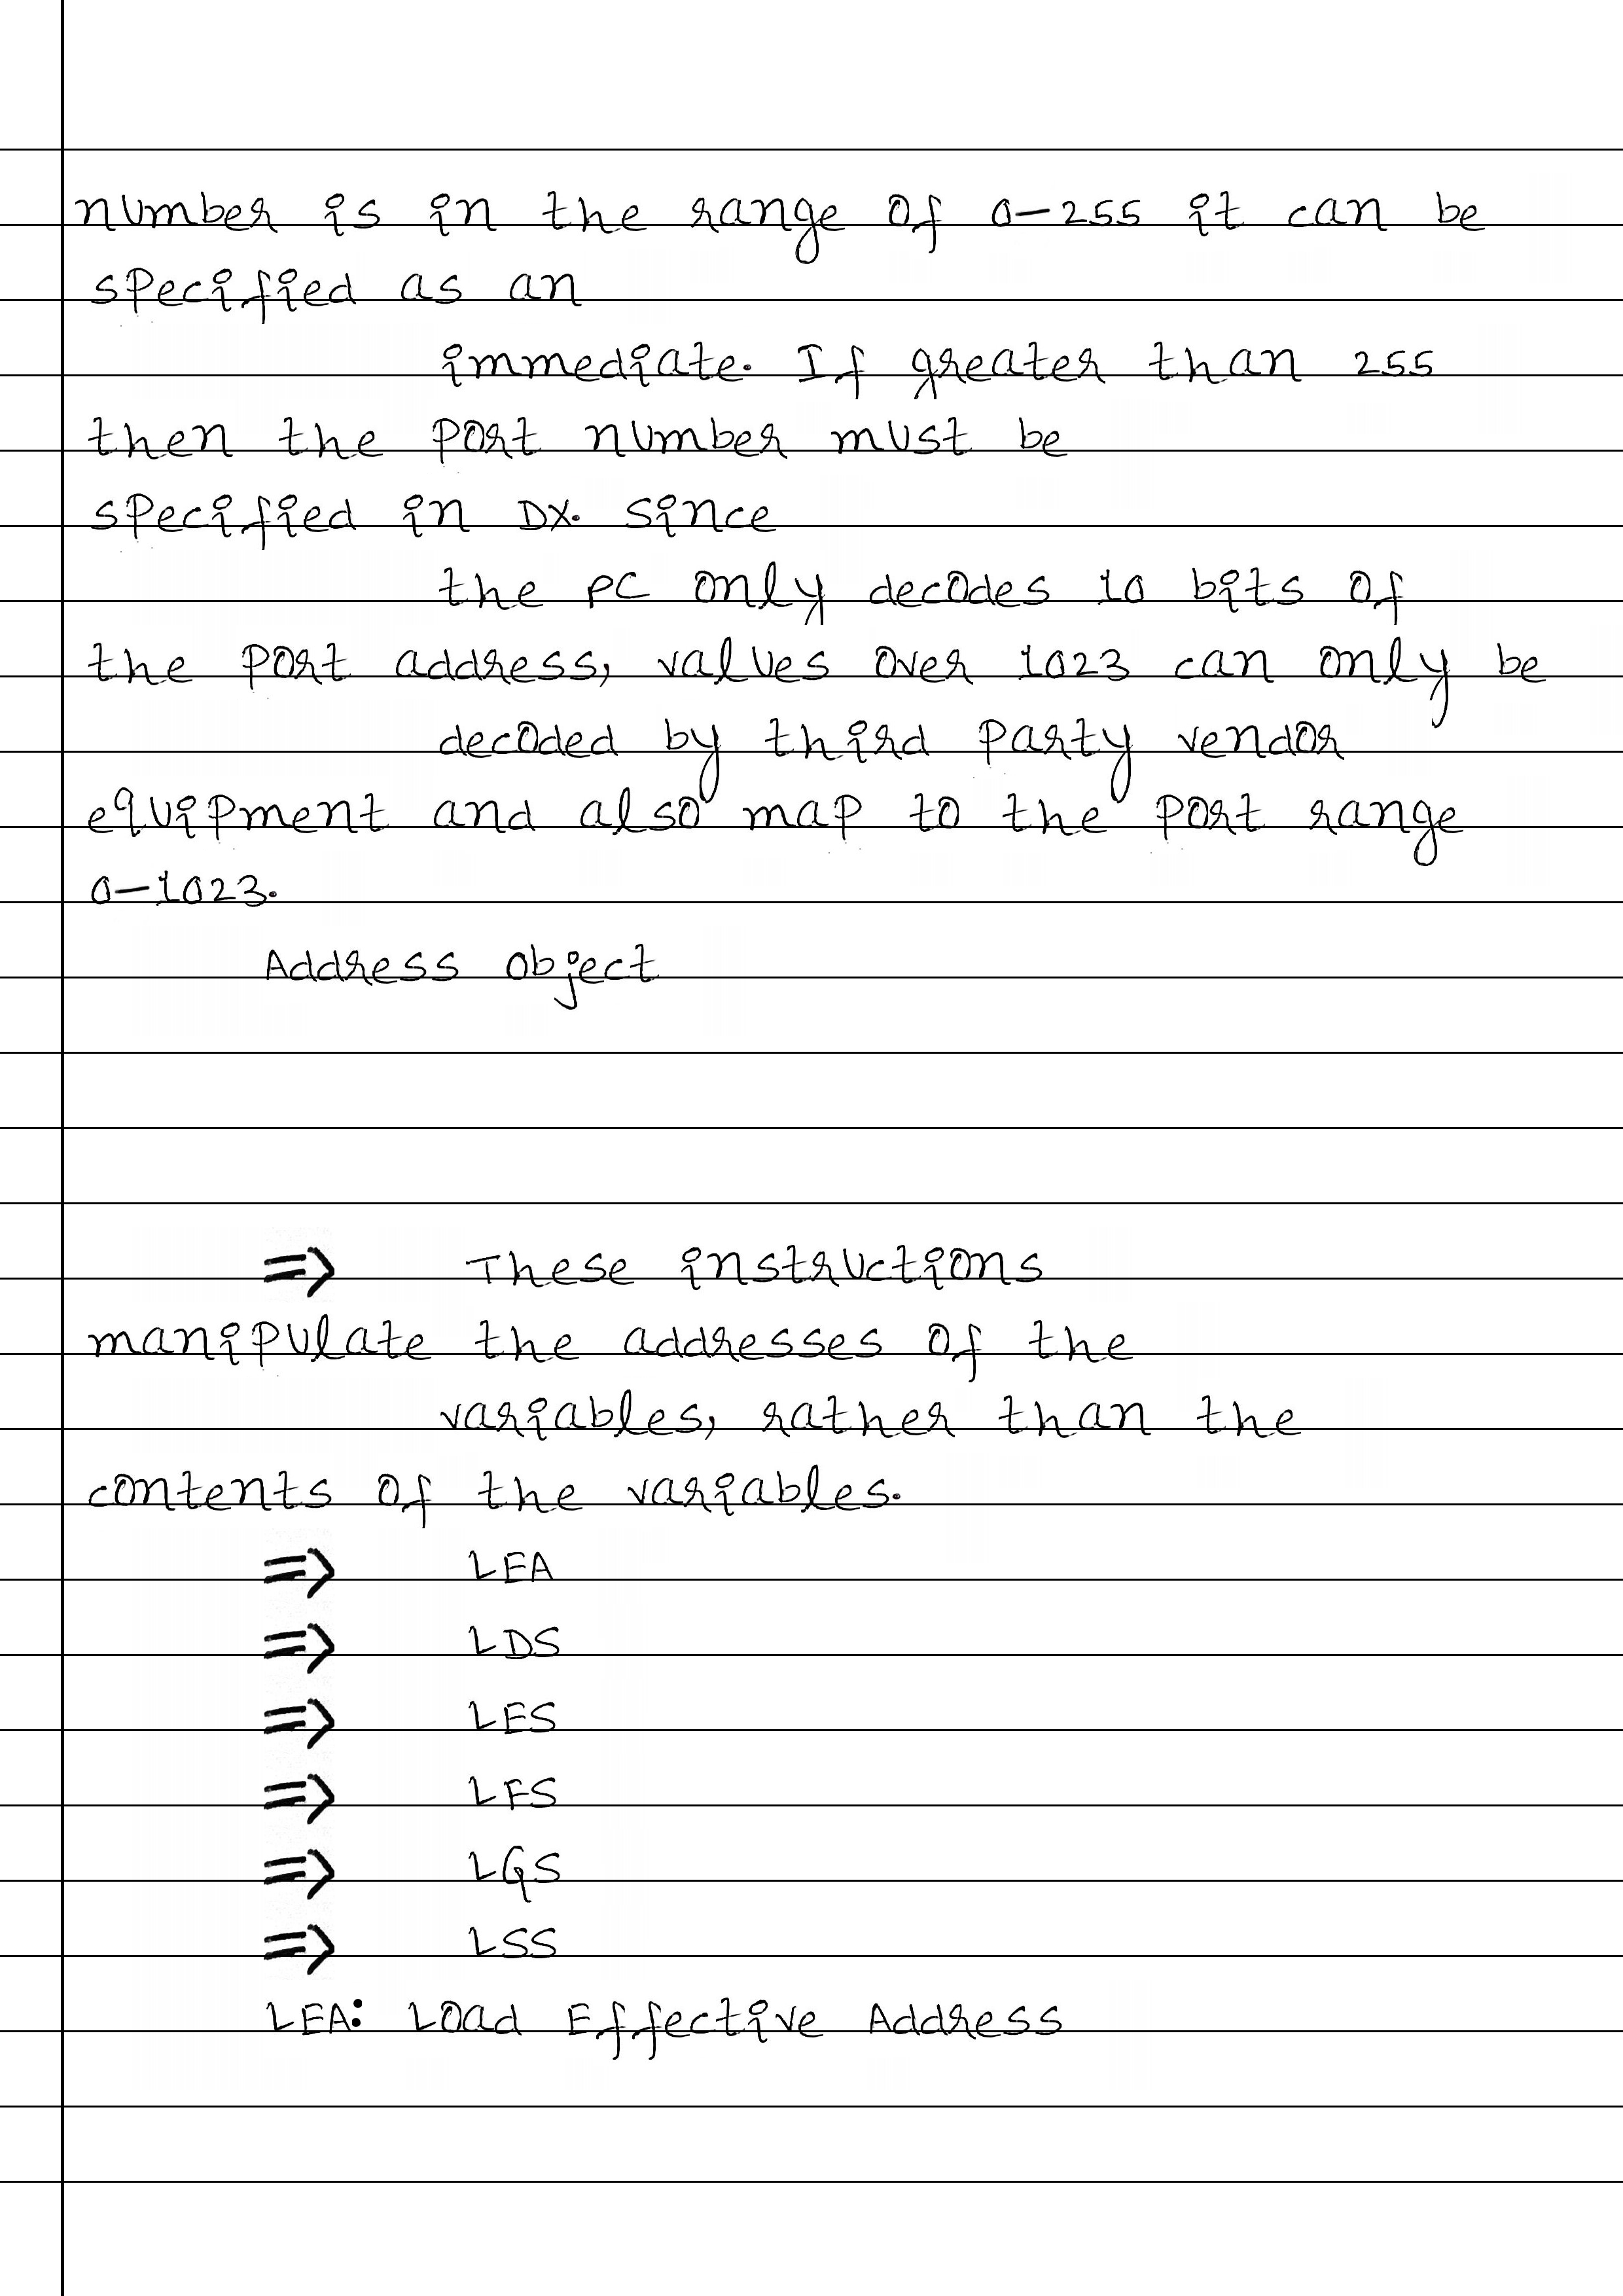 number is in the range of 0-255 it can be
specified as an
immediate. If greater than 255
then the port number must be
specified in DX. Since
the PC only decodes 10 bits of
the port address, values over 1023 can only be
decoded by third party vendor
equipment and also map to the port range
0-1023.
Address Object
=> These instructions
manipulate the addresses of the
variables, rather than the
contents of the variables.
=> LEA
=> LDS
=> LES
=> LFS
=> LGS
=> LSS
LEA: Load Effective Address